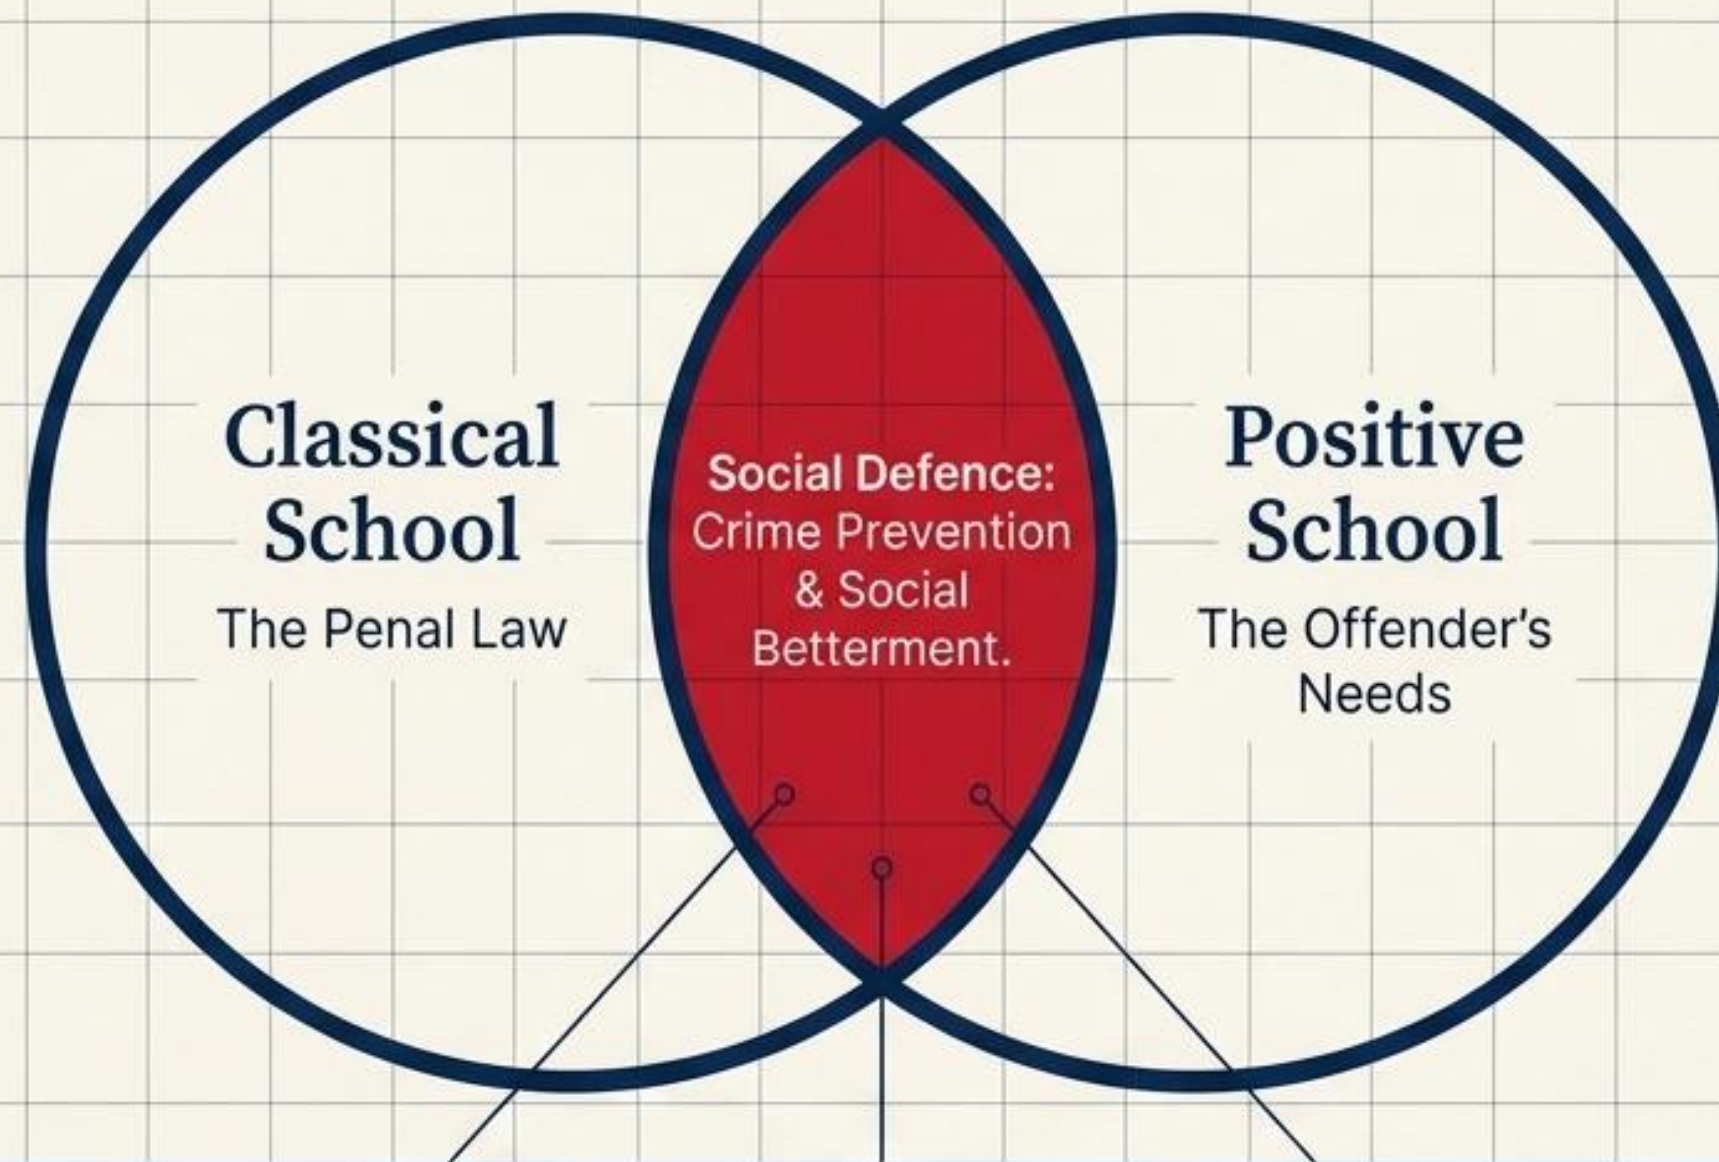 Classical
School
The Penal Law
Social Defence:
Crime Prevention
& Social
Betterment.
Positive
School
The Offender’s
Needs